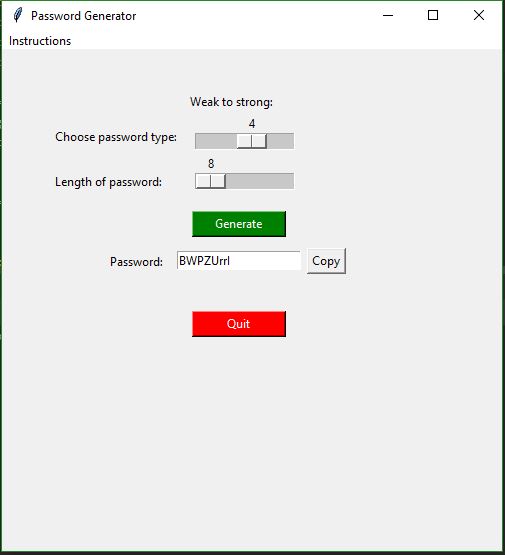 Password Generator
Instructions
Weak to strong:
4
Choose password type:
8
Length of password:
Generate
Password: BWPZUrrl Copy
Quit